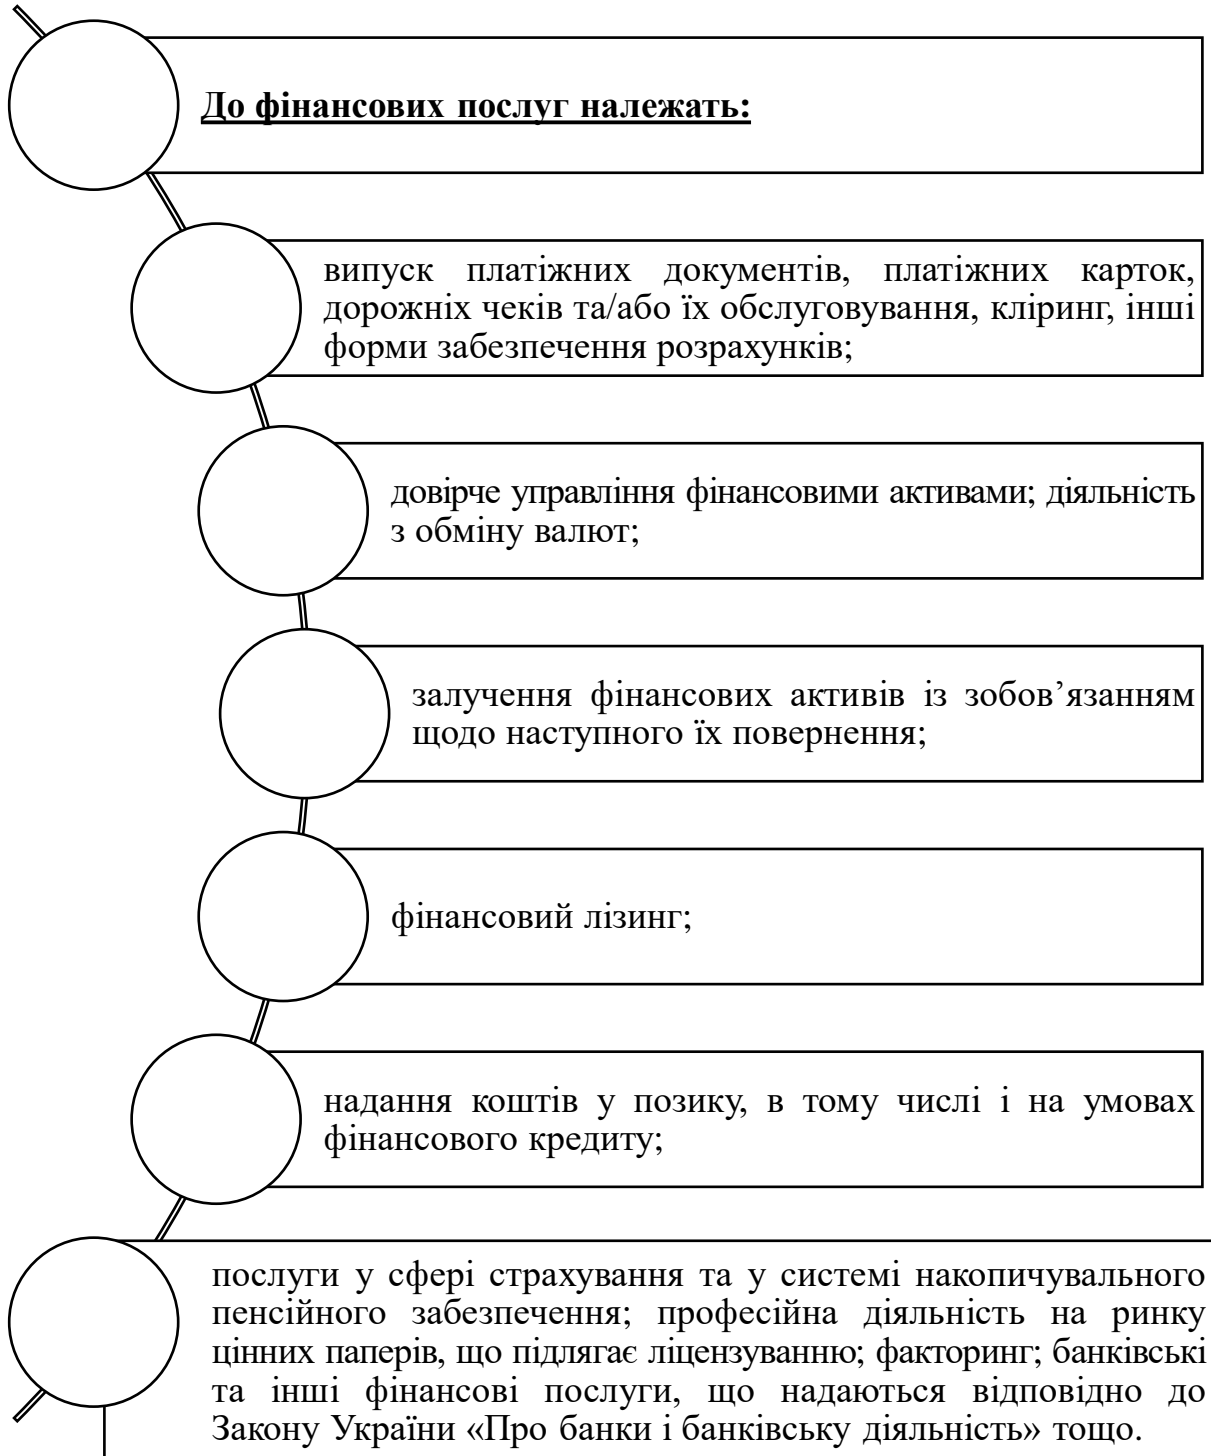 До фінансових послуг належать:
випуск платіжних документів, платіжних карток,
дорожніх чеків та/або їх обслуговування, кліринг, інші
форми забезпечення розрахунків;
довірче управління фінансовими активами; діяльність
з обміну валют;
залучення фінансових активів із зобов’язанням
щодо наступного їх повернення;
фінансовий лізинг;
надання коштів у позику, в тому числі і на умовах
фінансового кредиту;
послуги у сфері страхування та у системі накопичувального
пенсійного забезпечення; професійна діяльність на ринку
цінних паперів, що підлягає ліцензуванню; факторинг; банківські
та інші фінансові послуги, що надаються відповідно до
Закону України «Про банки і банківську діяльність» тощо.